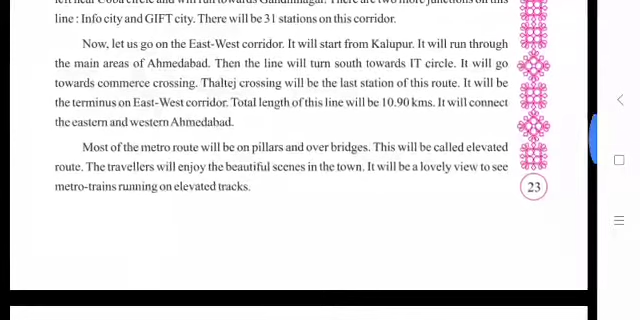 line : Info city and GIFT city. There will be 31 stations on this corridor.
Now, let us go on the East-West corridor. It will start from Kalupur. It will run through
the main areas of Ahmedabad. Then the line will turn south towards IT circle. It will go
towards commerce crossing. Thaltej crossing will be the last station of this route. It will be
the terminus on East-West corridor. Total length of this line will be 10.90 kms. It will connect
the eastern and western Ahmedabad.
Most of the metro route will be on pillars and over bridges. This will be called elevated
route. The travellers will enjoy the beautiful scenes in the town. It will be a lovely view to see
metro-trains running on elevated tracks.
23